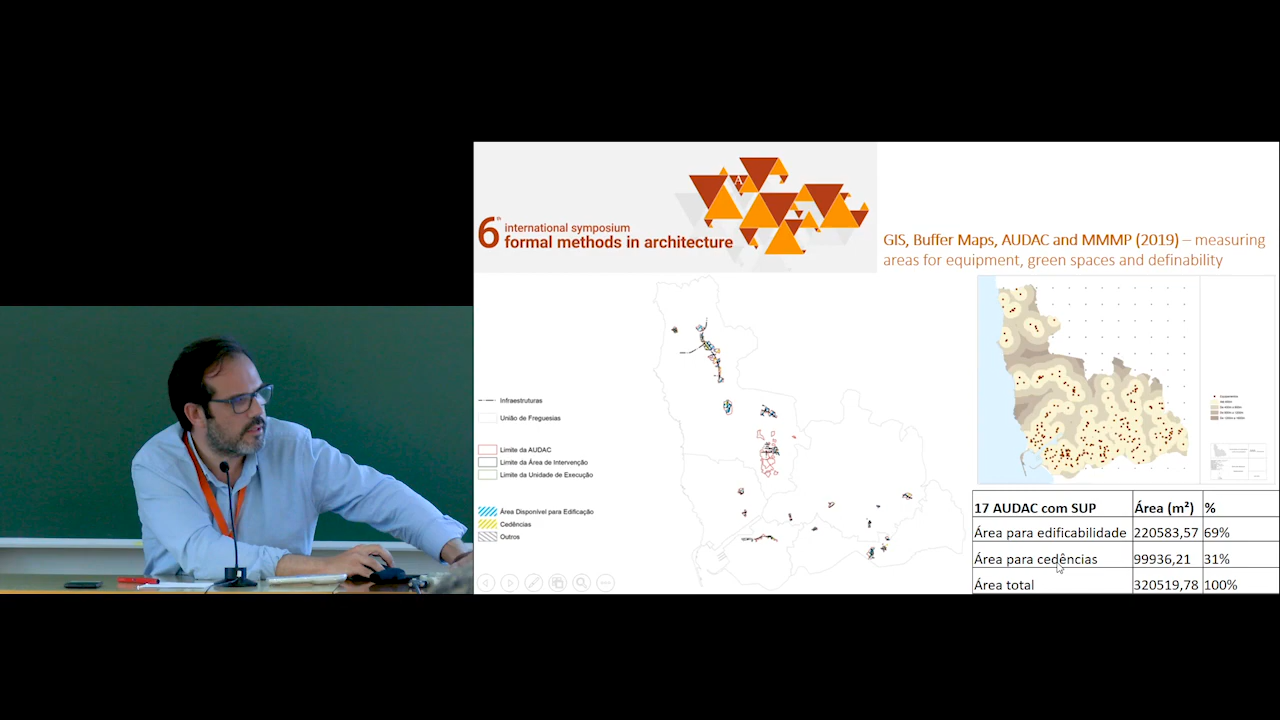 6th
international symposium
formal methods in architecture
GIS, Buffer Maps, AUDAC and MMMP (2019) – measuring
areas for equipment, green spaces and definability
Infraestruturas
União de Freguesias
Limite da AUDAC
Limite da Área de Intervenção
Limite da Unidade de Execução
Área Disponível para Edificação
Cedências
Outros
17 AUDAC com SUP Área (m²) %
Área para edificabilidade 220583,57 69%
Área para cedências 99936,21 31%
Área total 320519,78 100%